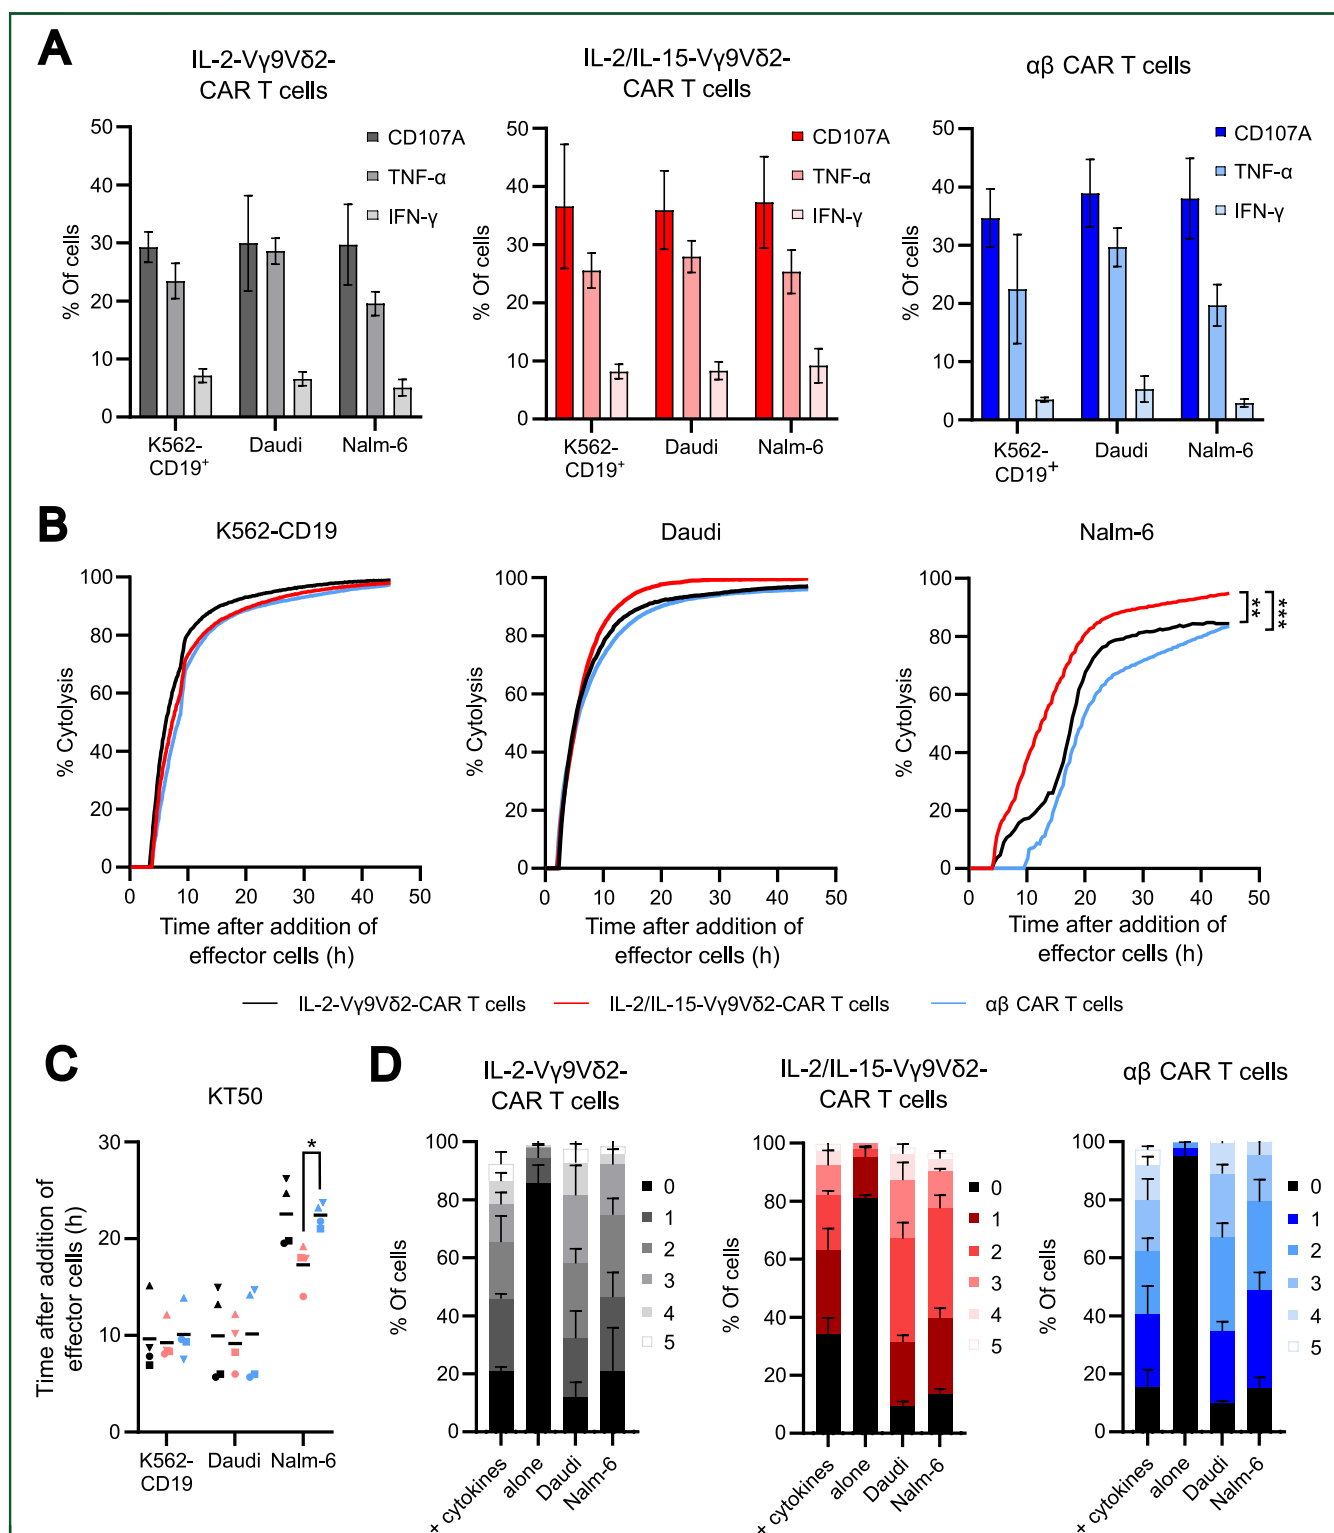 A
IL-2-Vγ9Vδ2-
CAR T cells
IL-2/IL-15-Vγ9Vδ2-
CAR T cells
αβ CAR T cells
% Of cells
50
40
30
20
10
0
CD107A
TNF-α
IFN-γ
K562-
CD19+
Daudi
Nalm-6
% Of cells
50
40
30
20
10
0
CD107A
TNF-α
IFN-γ
K562-
CD19+
Daudi
Nalm-6
% Of cells
50
40
30
20
10
0
CD107A
TNF-α
IFN-γ
K562-
CD19+
Daudi
Nalm-6
B
K562-CD19
% Cytolysis
100
80
60
40
20
0
0 10 20 30 40 50
Time after addition of
effector cells (h)
Daudi
% Cytolysis
100
80
60
40
20
0
0 10 20 30 40 50
Time after addition of
effector cells (h)
Nalm-6
% Cytolysis
100
80
60
40
20
0
**
***
0 10 20 30 40 50
Time after addition of
effector cells (h)
IL-2-Vγ9Vδ2-CAR T cells
IL-2/IL-15-Vγ9Vδ2-CAR T cells
αβ CAR T cells
C
KT50
Time after addition of
effector cells (h)
30
20
10
0
*
K562-
CD19
Daudi
Nalm-6
D
IL-2-Vγ9Vδ2-
CAR T cells
% Of cells
100
80
60
40
20
0
0
1
2
3
4
5
+ cytokines
alone
Daudi
Nalm-6
IL-2/IL-15-Vγ9Vδ2-
CAR T cells
% Of cells
100
80
60
40
20
0
0
1
2
3
4
5
+ cytokines
alone
Daudi
Nalm-6
αβ CAR T cells
% Of cells
100
80
60
40
20
0
0
1
2
3
4
5
+ cytokines
alone
Daudi
Nalm-6